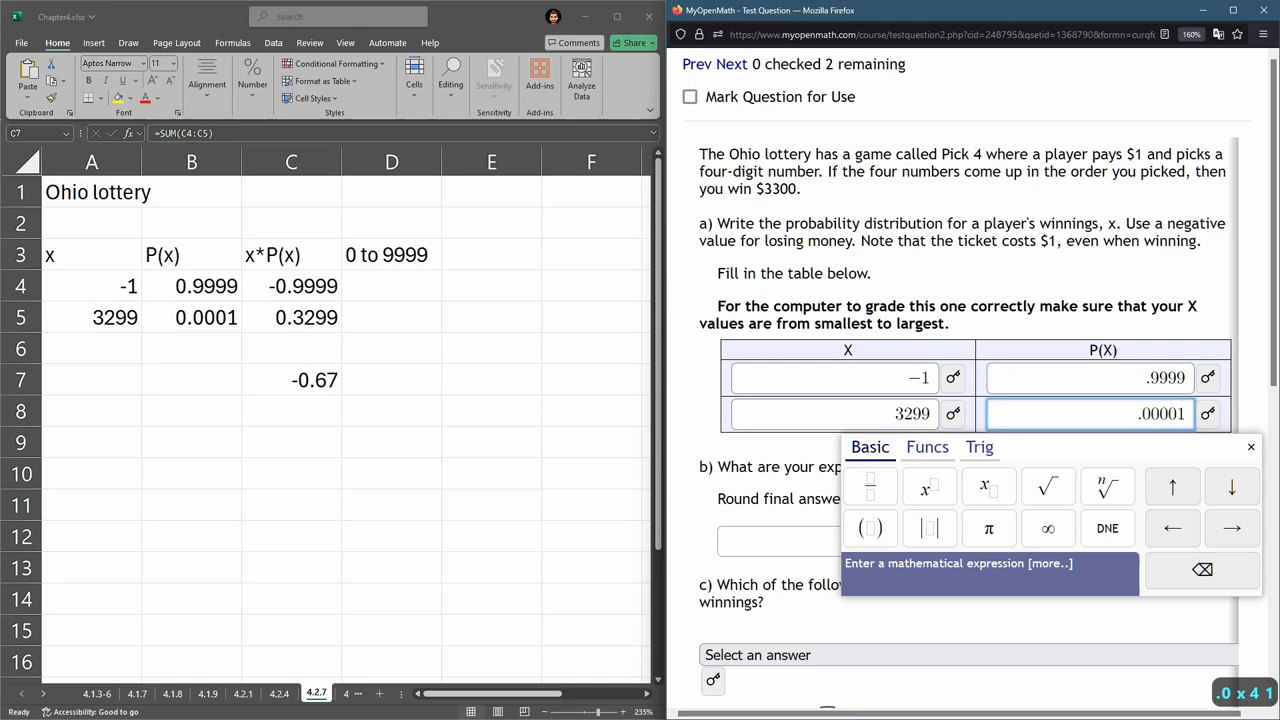 Chapter4.xlsx
Search
File Home Insert Draw Page Layout Formulas Data Review View Automate Help Comments Share
Paste
Clipboard
Aptos Narrow 11
B I U A A
Font
Alignment
Number
Conditional Formatting
Format as Table
Cell Styles
Styles
Cells
Editing
Sensitivity
Sensitivity
Add-ins
Add-ins
Analyze
Data
C7 fx =SUM(C4:C5)
A B C D E F
1 Ohio lottery
2
3 x P(x) x*P(x) 0 to 9999
4 -1 0.9999 -0.9999
5 3299 0.0001 0.3299
6
7 -0.67
8
9
10
11
12
13
14
15
16
4.1.3-6 4.1.7 4.1.8 4.1.9 4.2.1 4.2.4 4.2.7 4 ...
Ready Accessibility: Good to go 235%
MyOpenMath - Test Question — Mozilla Firefox
https://www.myopenmath.com/course/testquestion2.php?cid=248795&qsetid=1368790&formn=curqf 160%
Prev Next 0 checked 2 remaining
Mark Question for Use
The Ohio lottery has a game called Pick 4 where a player pays $1 and picks a
four-digit number. If the four numbers come up in the order you picked, then
you win $3300.
a) Write the probability distribution for a player's winnings, x. Use a negative
value for losing money. Note that the ticket costs $1, even when winning.
Fill in the table below.
For the computer to grade this one correctly make sure that your X
values are from smallest to largest.
X P(X)
−1 .9999
3299 .00001
b) What are your exp
Round final answe
Basic Funcs Trig ×
x x √ n√ ↑ ↓
( ) | | π ∞ DNE ← →
Enter a mathematical expression [more..]
c) Which of the follow
winnings?
Select an answer
.0 x 4 1